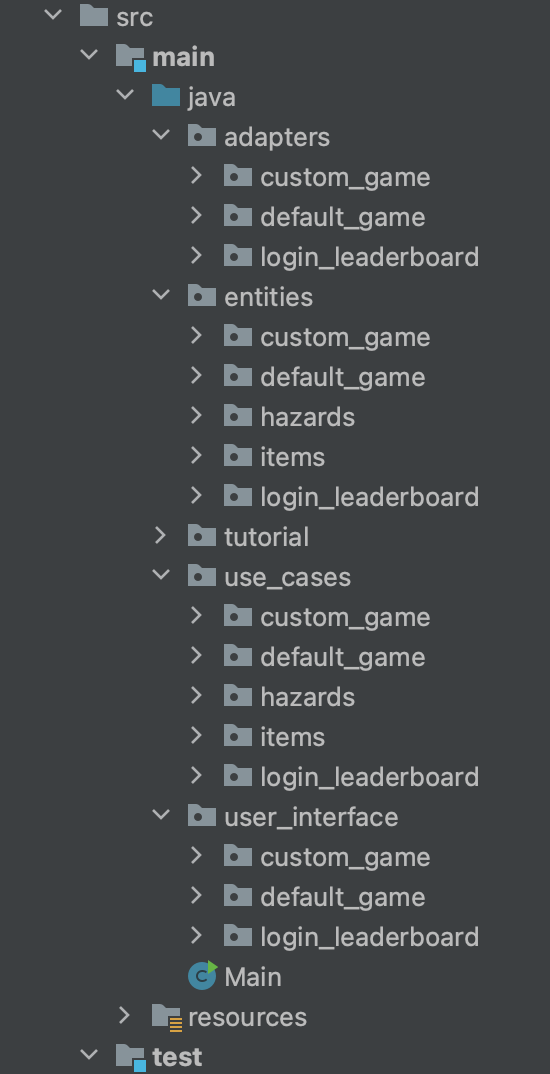 src
main
java
adapters
custom_game
default_game
login_leaderboard
entities
custom_game
default_game
hazards
items
login_leaderboard
tutorial
use_cases
custom_game
default_game
hazards
items
login_leaderboard
user_interface
custom_game
default_game
login_leaderboard
C Main
resources
test